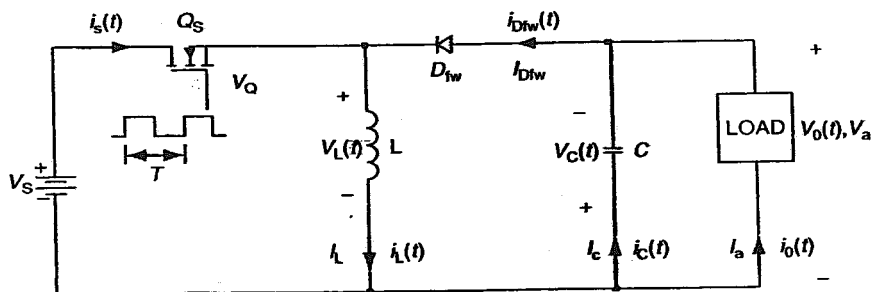 i_s(t)
Q_S
i_Dfw(t)
D_fw
I_Dfw
V_Q
+
+
−
+
LOAD
V_0(t), V_a
V_L(t)
L
V_C(t)
C
T
V_S
+
−
−
+
I_L
i_L(t)
I_c
i_C(t)
I_a
i_0(t)
−